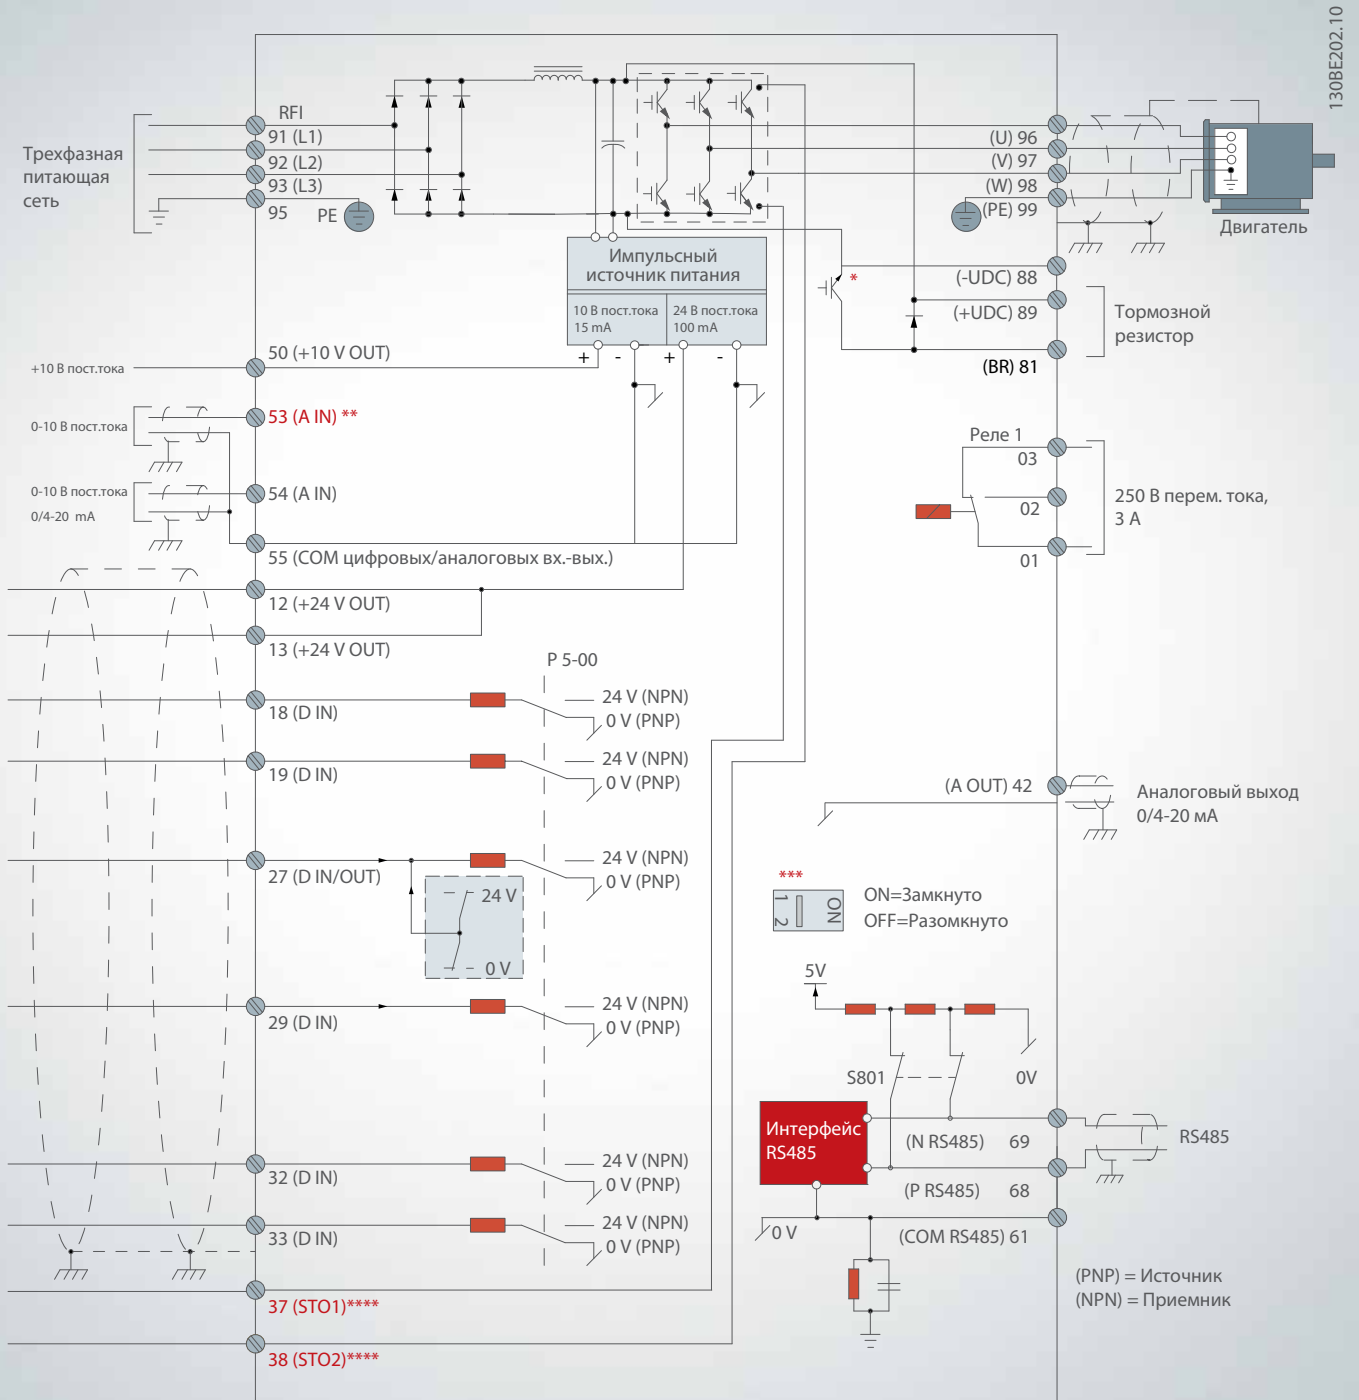 130BE202.10
RFI
91 (L1)
92 (L2)
93 (L3)
95
PE
Трехфазная
питающая
сеть
(U) 96
(V) 97
(W) 98
(PE) 99
Двигатель
Импульсный
источник питания
10 В пост.тока
15 mA
24 В пост.тока
100 mA
+ - + -
*
(-UDC) 88
(+UDC) 89
(BR) 81
Тормозной
резистор
+10 В пост.тока
50 (+10 V OUT)
0-10 В пост.тока
53 (A IN) **
0-10 В пост.тока
0/4-20 mA
54 (A IN)
55 (COM цифровых/аналоговых вх.-вых.)
12 (+24 V OUT)
13 (+24 V OUT)
Реле 1
03
02
01
250 В перем. тока,
3 А
P 5-00
18 (D IN)
24 V (NPN)
0 V (PNP)
19 (D IN)
24 V (NPN)
0 V (PNP)
27 (D IN/OUT)
24 V (NPN)
0 V (PNP)
24 V
0 V
29 (D IN)
24 V (NPN)
0 V (PNP)
32 (D IN)
24 V (NPN)
0 V (PNP)
33 (D IN)
24 V (NPN)
0 V (PNP)
37 (STO1)****
38 (STO2)****
(A OUT) 42
Аналоговый выход
0/4-20 мА
***
1 2 ON
ON=Замкнуто
OFF=Разомкнуто
5V
S801
0V
Интерфейс
RS485
(N RS485) 69
(P RS485) 68
RS485
0 V
(COM RS485) 61
(PNP) = Источник
(NPN) = Приемник